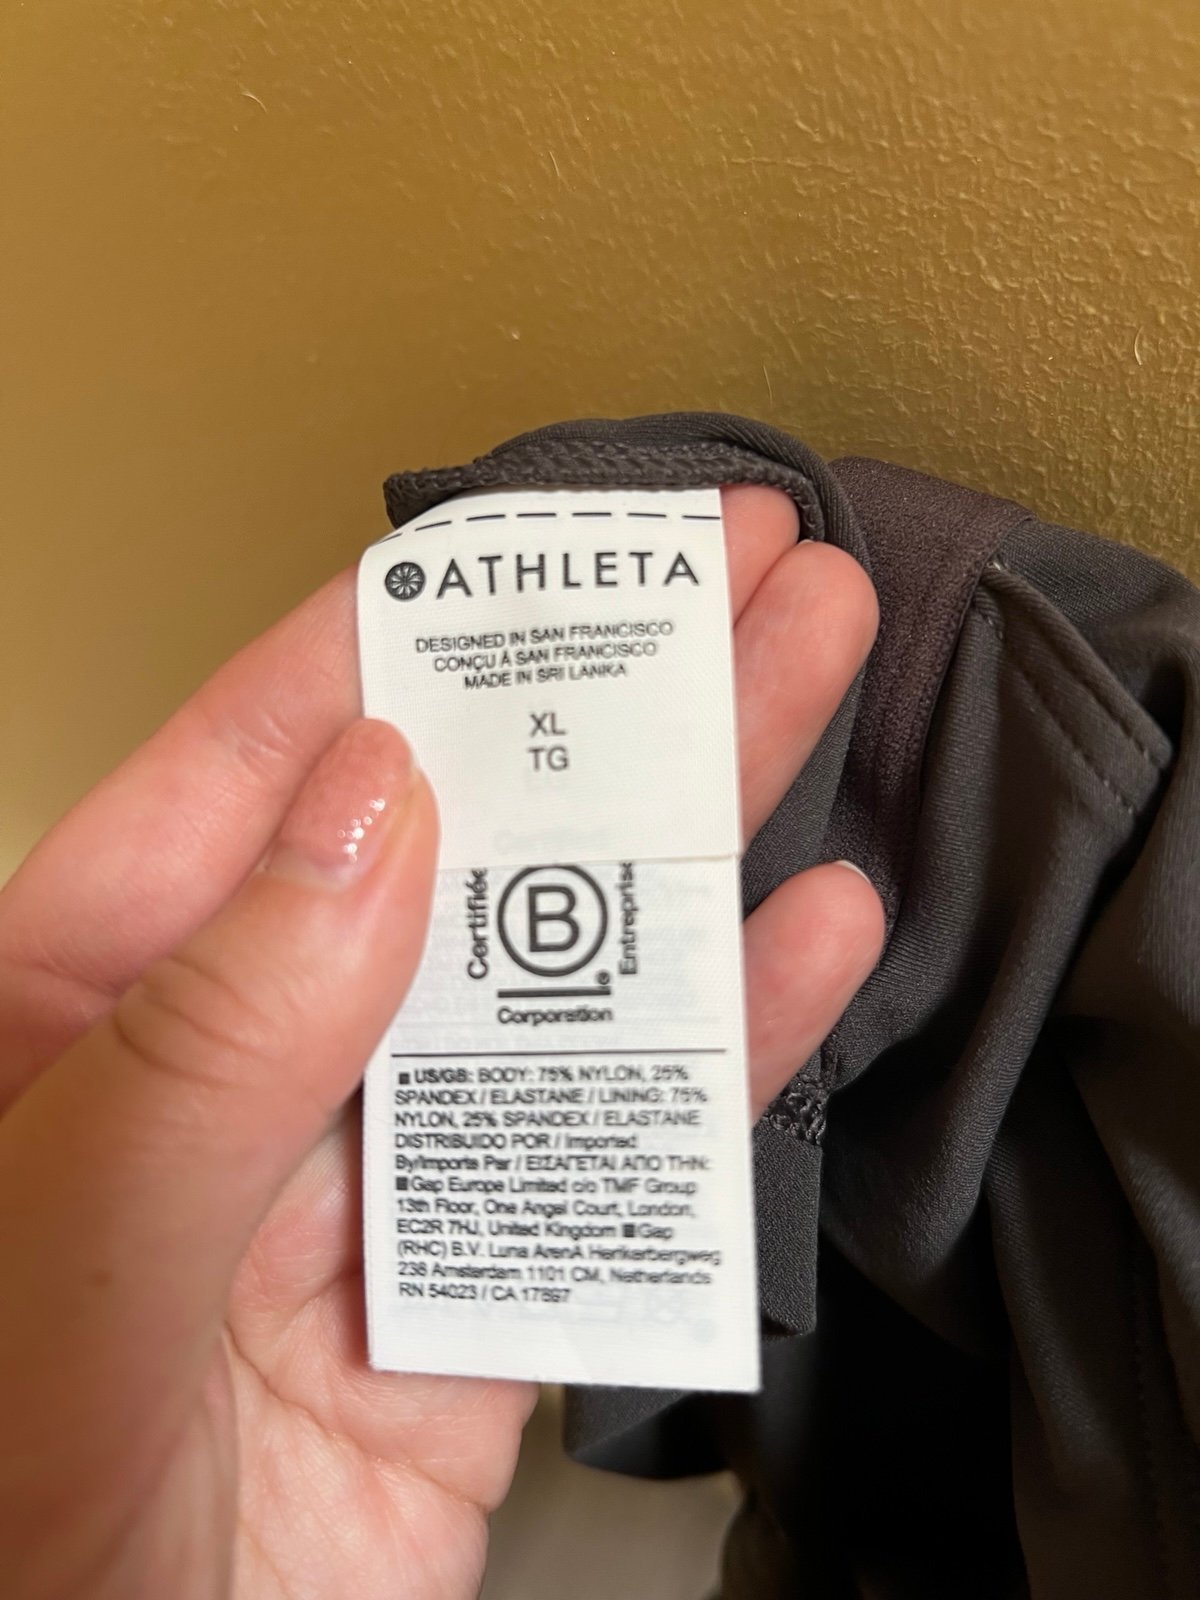 ATHLETA
DESIGNED IN SAN FRANCISCO
CONÇU À SAN FRANCISCO
MADE IN SRI LANKA
XL
TG
Certifiée
B
Entreprise
®
Corporation
US/GB: BODY: 75% NYLON, 25%
SPANDEX / ELASTANE / LINING: 75%
NYLON, 25% SPANDEX / ELASTANE
DISTRIBUIDO POR / Imported
By/Importe Par / ΕΙΣΑΓΕΤΑΙ ΑΠΟ ΤΗΝ:
Gap Europe Limited c/o TMF Group
13th Floor, One Angel Court, London,
EC2R 7HJ, United Kingdom Gap
(RHC) B.V. Luna ArenA Herikerbergweg
238 Amsterdam 1101 CM, Netherlands
RN 54023 / CA 17897